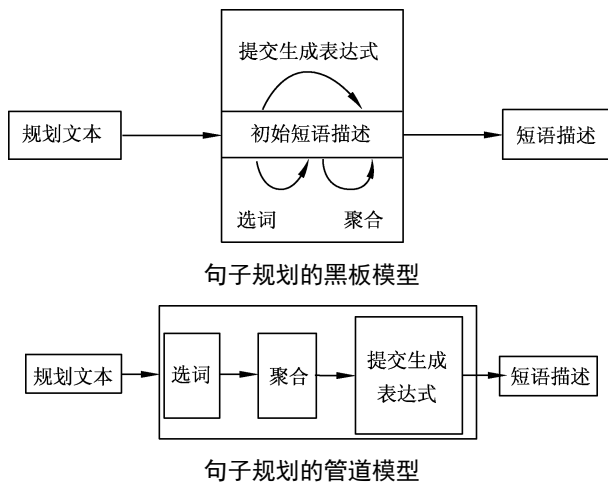 提交生成表达式
规划文本
初始短语描述
短语描述
选词
聚合
句子规划的黑板模型
规划文本
选词
聚合
提交生成
表达式
短语描述
句子规划的管道模型